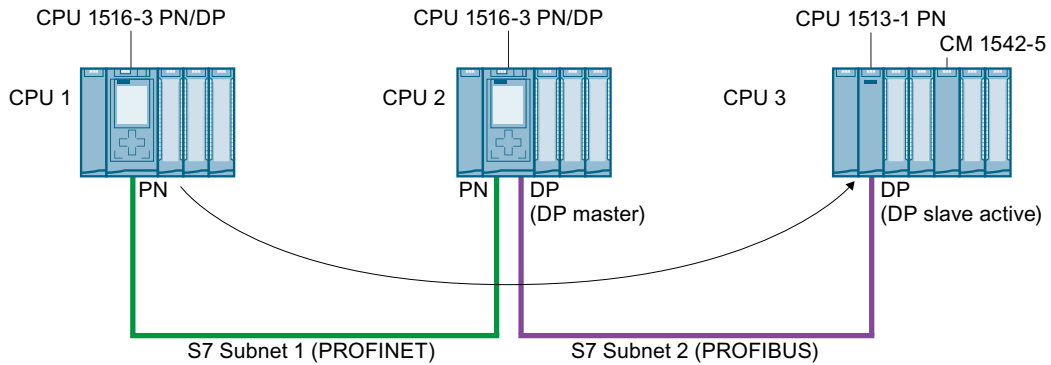 CPU 1516-3 PN/DP
CPU 1516-3 PN/DP
CPU 1513-1 PN
CM 1542-5
CPU 1
CPU 2
CPU 3
PN
PN
DP
(DP master)
DP
(DP slave active)
S7 Subnet 1 (PROFINET)
S7 Subnet 2 (PROFIBUS)